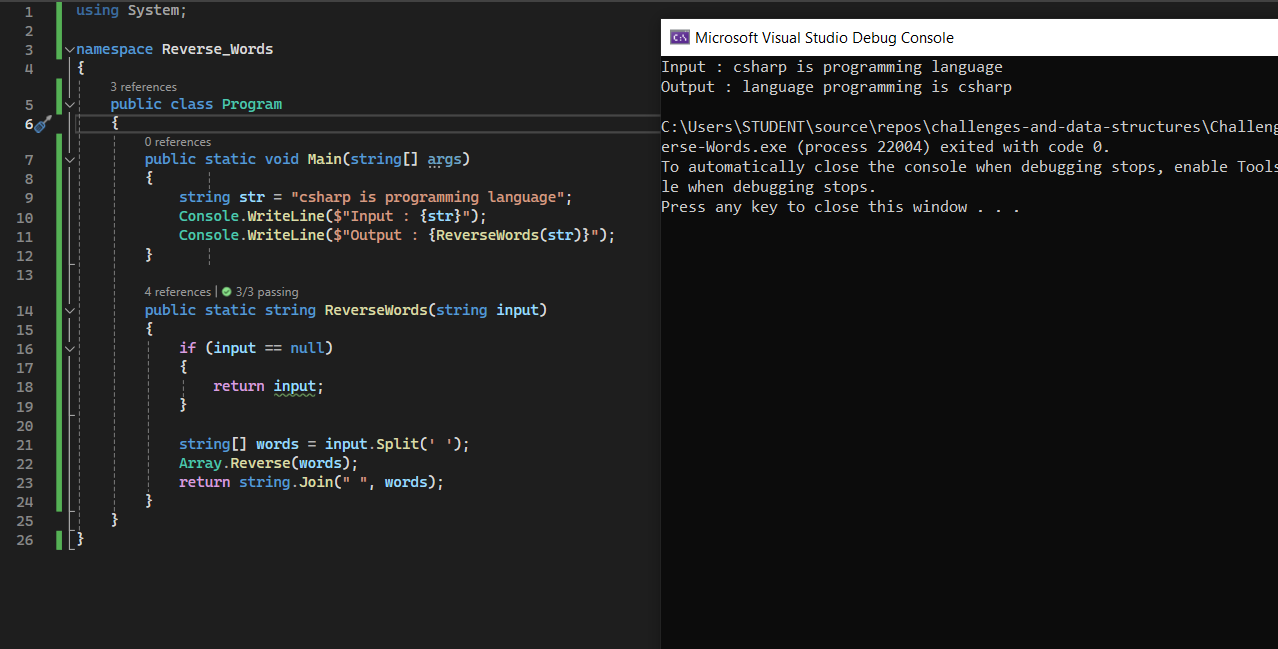 1 using System;
2
3 namespace Reverse_Words
4 {
3 references
5 public class Program
6 {
0 references
7 public static void Main(string[] args)
8 {
9 string str = "csharp is programming language";
10 Console.WriteLine($"Input : {str}");
11 Console.WriteLine($"Output : {ReverseWords(str)}");
12 }
13
4 references | 3/3 passing
14 public static string ReverseWords(string input)
15 {
16 if (input == null)
17 {
18 return input;
19 }
20
21 string[] words = input.Split(' ');
22 Array.Reverse(words);
23 return string.Join(" ", words);
24 }
25 }
26 }
C:\ Microsoft Visual Studio Debug Console
Input : csharp is programming language
Output : language programming is csharp
C:\Users\STUDENT\source\repos\challenges-and-data-structures\Challeng
erse-Words.exe (process 22004) exited with code 0.
To automatically close the console when debugging stops, enable Tools
le when debugging stops.
Press any key to close this window . . .